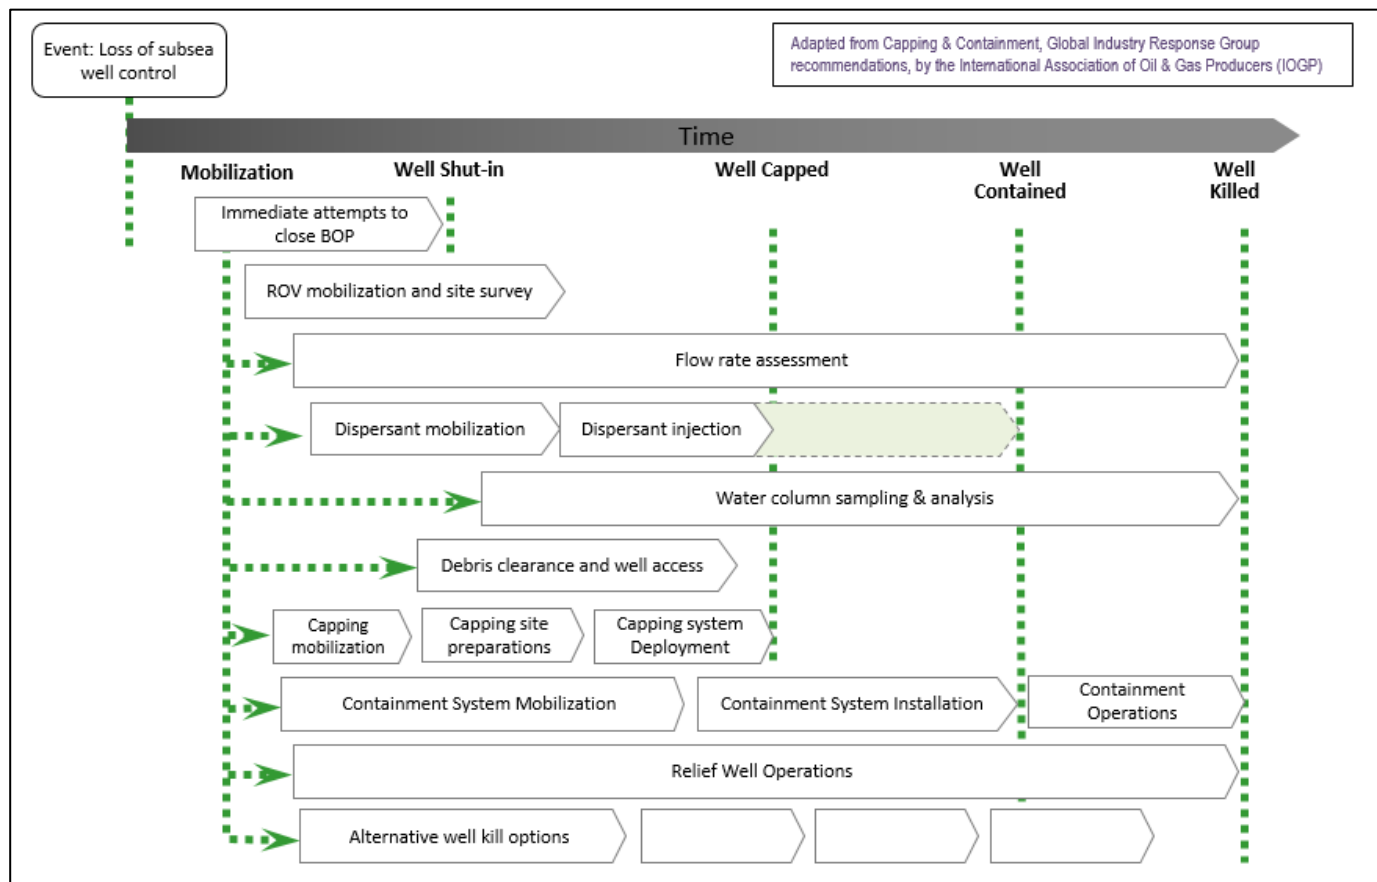 Event: Loss of subsea
well control
Adapted from Capping & Containment, Global Industry Response Group
recommendations, by the International Association of Oil & Gas Producers (IOGP)
Time
Mobilization
Well Shut-in
Well Capped
Well
Contained
Well
Killed
Immediate attempts to
close BOP
ROV mobilization and site survey
Flow rate assessment
Dispersant mobilization
Dispersant injection
Water column sampling & analysis
Debris clearance and well access
Capping
mobilization
Capping site
preparations
Capping system
Deployment
Containment System Mobilization
Containment System Installation
Containment
Operations
Relief Well Operations
Alternative well kill options